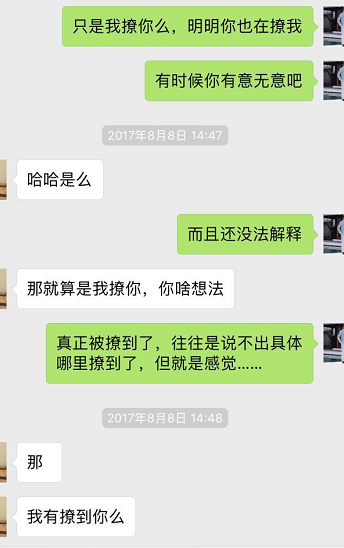 只是我撩你么，明明你也在撩我
有时候你有意无意吧
2017年8月8日 14:47
哈哈是么
而且还没法解释
那就算是我撩你，你啥想法
真正被撩到了，往往是说不出具体
哪里撩到了，但就是感觉……
2017年8月8日 14:48
那
我有撩到你么